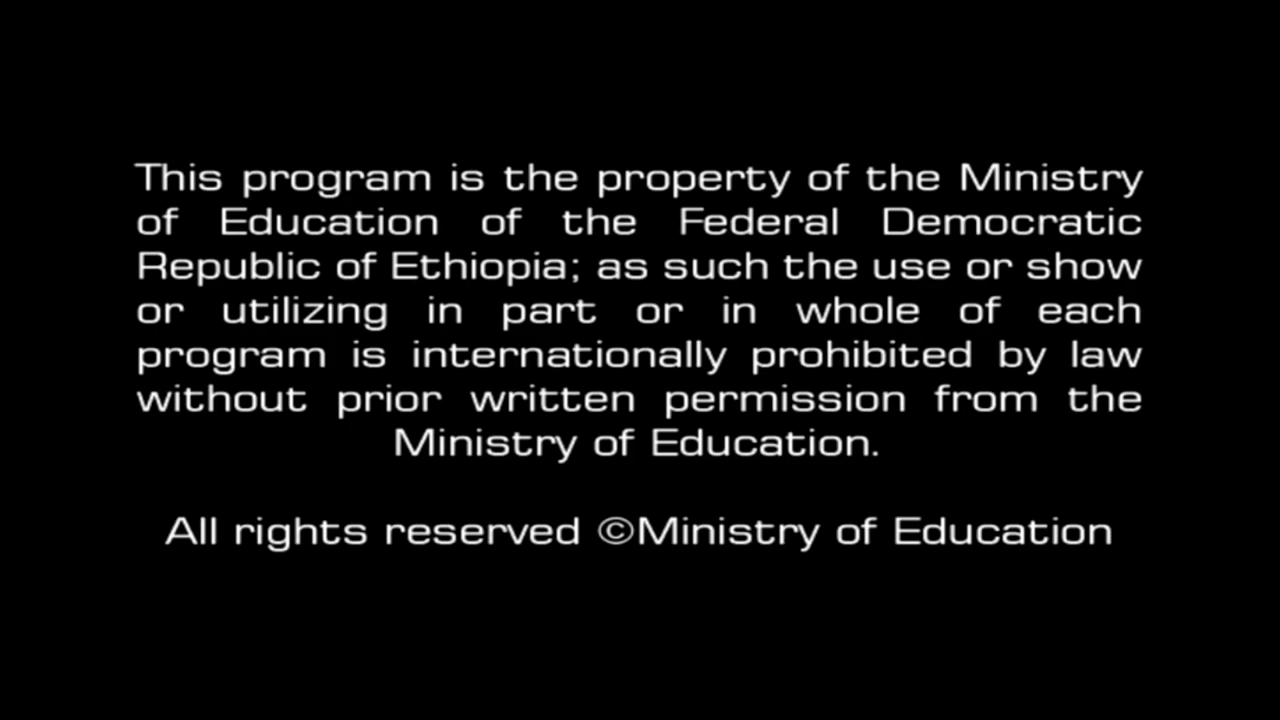 This program is the property of the Ministry
of Education of the Federal Democratic
Republic of Ethiopia; as such the use or show
or utilizing in part or in whole of each
program is internationally prohibited by law
without prior written permission from the
Ministry of Education.
All rights reserved ©Ministry of Education